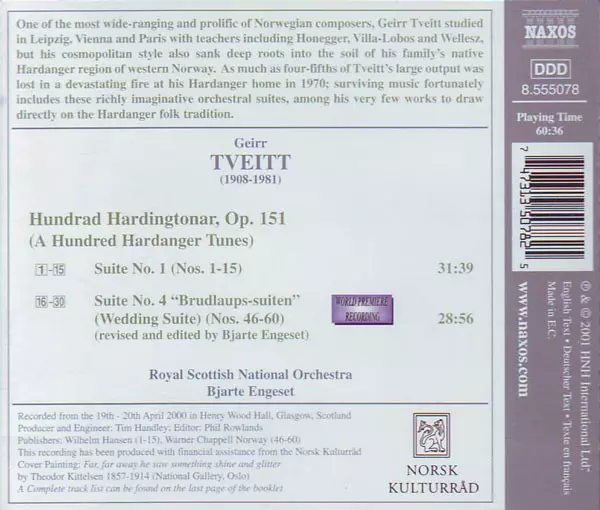 One of the most wide-ranging and prolific of Norwegian composers, Geirr Tveitt studied
in Leipzig, Vienna and Paris with teachers including Honegger, Villa-Lobos and Wellesz,
but his cosmopolitan style also sank deep roots into the soil of his family's native
Hardanger region of western Norway. As much as four-fifths of Tveitt's large output was
lost in a devastating fire at his Hardanger home in 1970; surviving music fortunately
includes these richly imaginative orchestral suites, among his very few works to draw
directly on the Hardanger folk tradition.
Geirr
TVEITT
(1908-1981)
Hundrad Hardingtonar, Op. 151
(A Hundred Hardanger Tunes)
1-15 Suite No. 1 (Nos. 1-15) 31:39
16-30 Suite No. 4 “Brudlaups-suiten”
(Wedding Suite) (Nos. 46-60) 28:56
(revised and edited by Bjarte Engeset)
WORLD PREMIERE
RECORDING
Royal Scottish National Orchestra
Bjarte Engeset
Recorded from the 19th - 20th April 2000 in Henry Wood Hall, Glasgow, Scotland
Producer and Engineer: Tim Handley; Editor: Phil Rowlands
Publishers: Wilhelm Hansen (1-15), Warner Chappell Norway (46-60)
This recording has been produced with financial assistance from the Norsk Kulturråd
Cover Painting: Far, far away he saw something shine and glitter
by Theodor Kittelsen 1857-1914 (National Gallery, Oslo)
A Complete track list can be found on the last page of the booklet
NORSK
KULTURRÅD
NAXOS
DDD
8.555078
Playing Time
60:36
7 47313 50782 5
www.naxos.com
℗ & © 2001 HNH International Ltd.
English Text • Deutscher Text • Texte en français
Made in E.C.